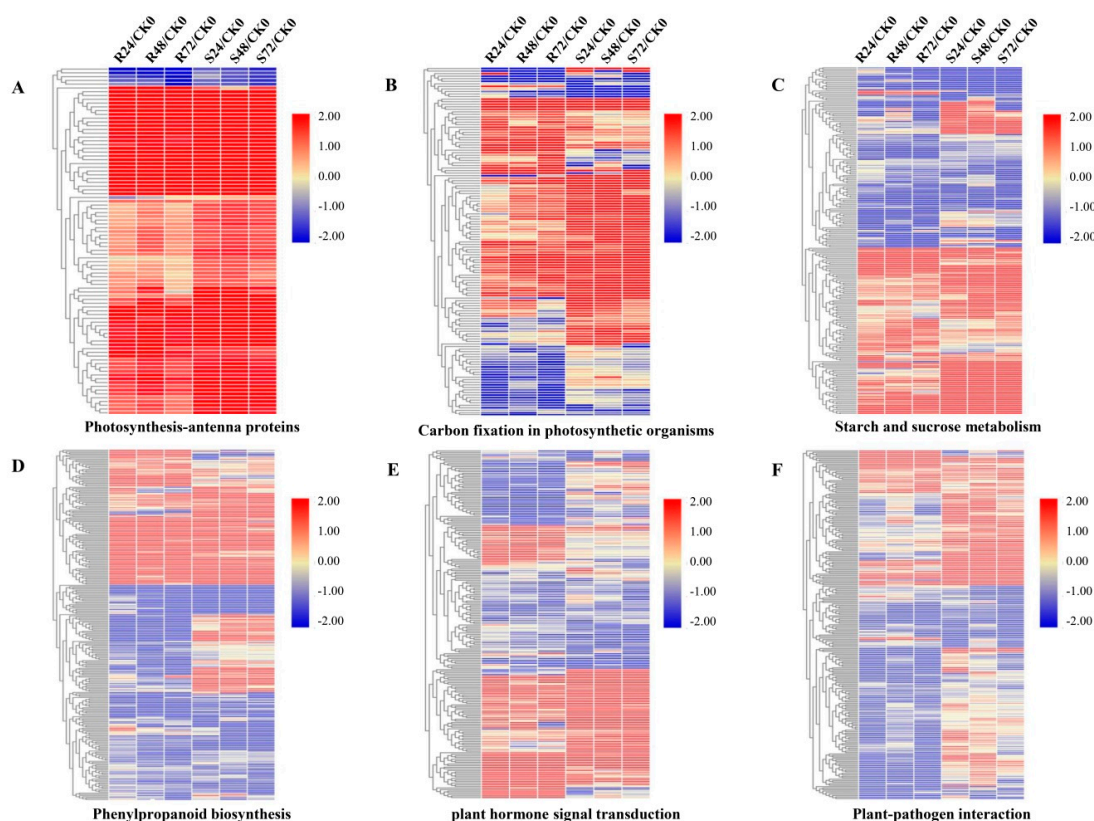 R24/CK0 R48/CK0 R72/CK0 S24/CK0 S48/CK0 S72/CK0
R24/CK0 R48/CK0 R72/CK0 S24/CK0 S48/CK0 S72/CK0
R24/CK0 R48/CK0 R72/CK0 S24/CK0 S48/CK0 S72/CK0
A
2.00
1.00
0.00
-1.00
-2.00
Photosynthesis-antenna proteins
B
2.00
1.00
0.00
-1.00
-2.00
Carbon fixation in photosynthetic organisms
C
2.00
1.00
0.00
-1.00
-2.00
Starch and sucrose metabolism
D
2.00
1.00
0.00
-1.00
-2.00
Phenylpropanoid biosynthesis
E
2.00
1.00
0.00
-1.00
-2.00
plant hormone signal transduction
F
2.00
1.00
0.00
-1.00
-2.00
Plant-pathogen interaction